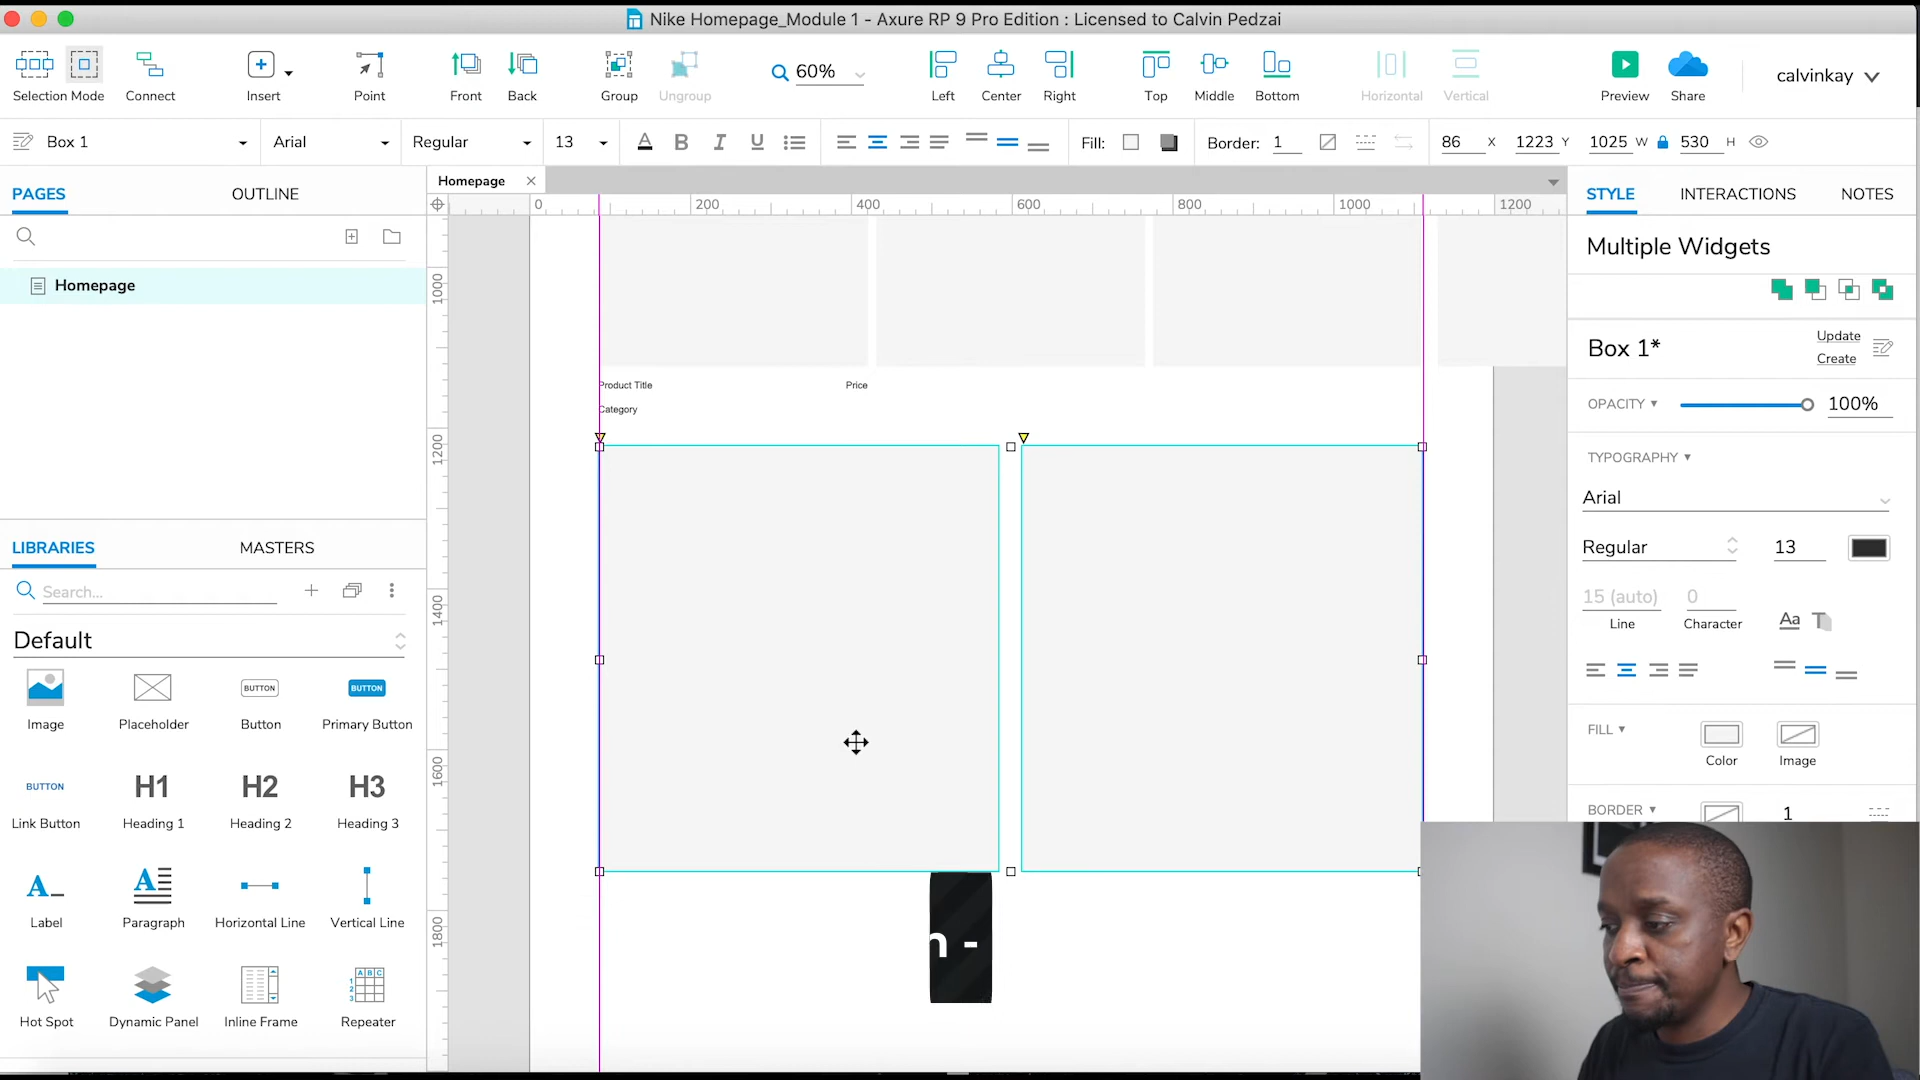 Nike Homepage_Module 1 - Axure RP 9 Pro Edition : Licensed to Calvin Pedzai
60%
calvinkay
Selection Mode Connect Insert Point Front Back Group Ungroup Left Center Right Top Middle Bottom Horizontal Vertical Preview Share
Box 1 Arial Regular 13 A B I U Fill: Border: 1 86 X 1223 Y 1025 W 530 H
PAGES OUTLINE
Homepage
Homepage
LIBRARIES MASTERS
Search...
Default
BUTTON BUTTON
Image Placeholder Button Primary Button
BUTTON H1 H2 H3
Link Button Heading 1 Heading 2 Heading 3
A A
Label Paragraph Horizontal Line Vertical Line
A B C
1
2
3
Hot Spot Dynamic Panel Inline Frame Repeater
0 200 400 600 800 1000 1200
1000
1200
1400
1600
1800
Product Title Price
Category
n -
STYLE INTERACTIONS NOTES
Multiple Widgets
Box 1*
Update
Create
OPACITY 100%
TYPOGRAPHY
Arial
Regular 13
15 (auto) 0
Line Character Aa T
FILL
Color Image
BORDER 1